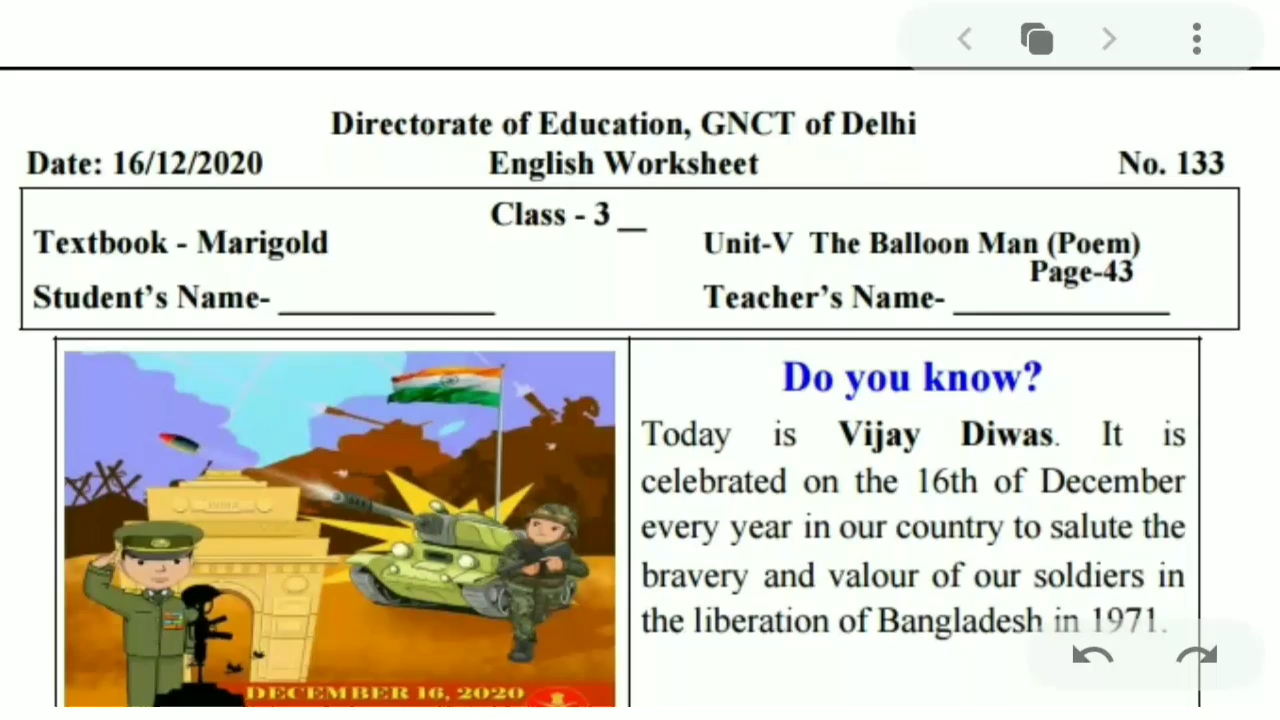 Directorate of Education, GNCT of Delhi
Date: 16/12/2020 English Worksheet No. 133
Class - 3
Textbook - Marigold Unit-V The Balloon Man (Poem)
Page-43
Student's Name- Teacher's Name-
Do you know?
Today is Vijay Diwas. It is
celebrated on the 16th of December
every year in our country to salute the
bravery and valour of our soldiers in
the liberation of Bangladesh in 1971.
INDIA
DECEMBER 16, 2020